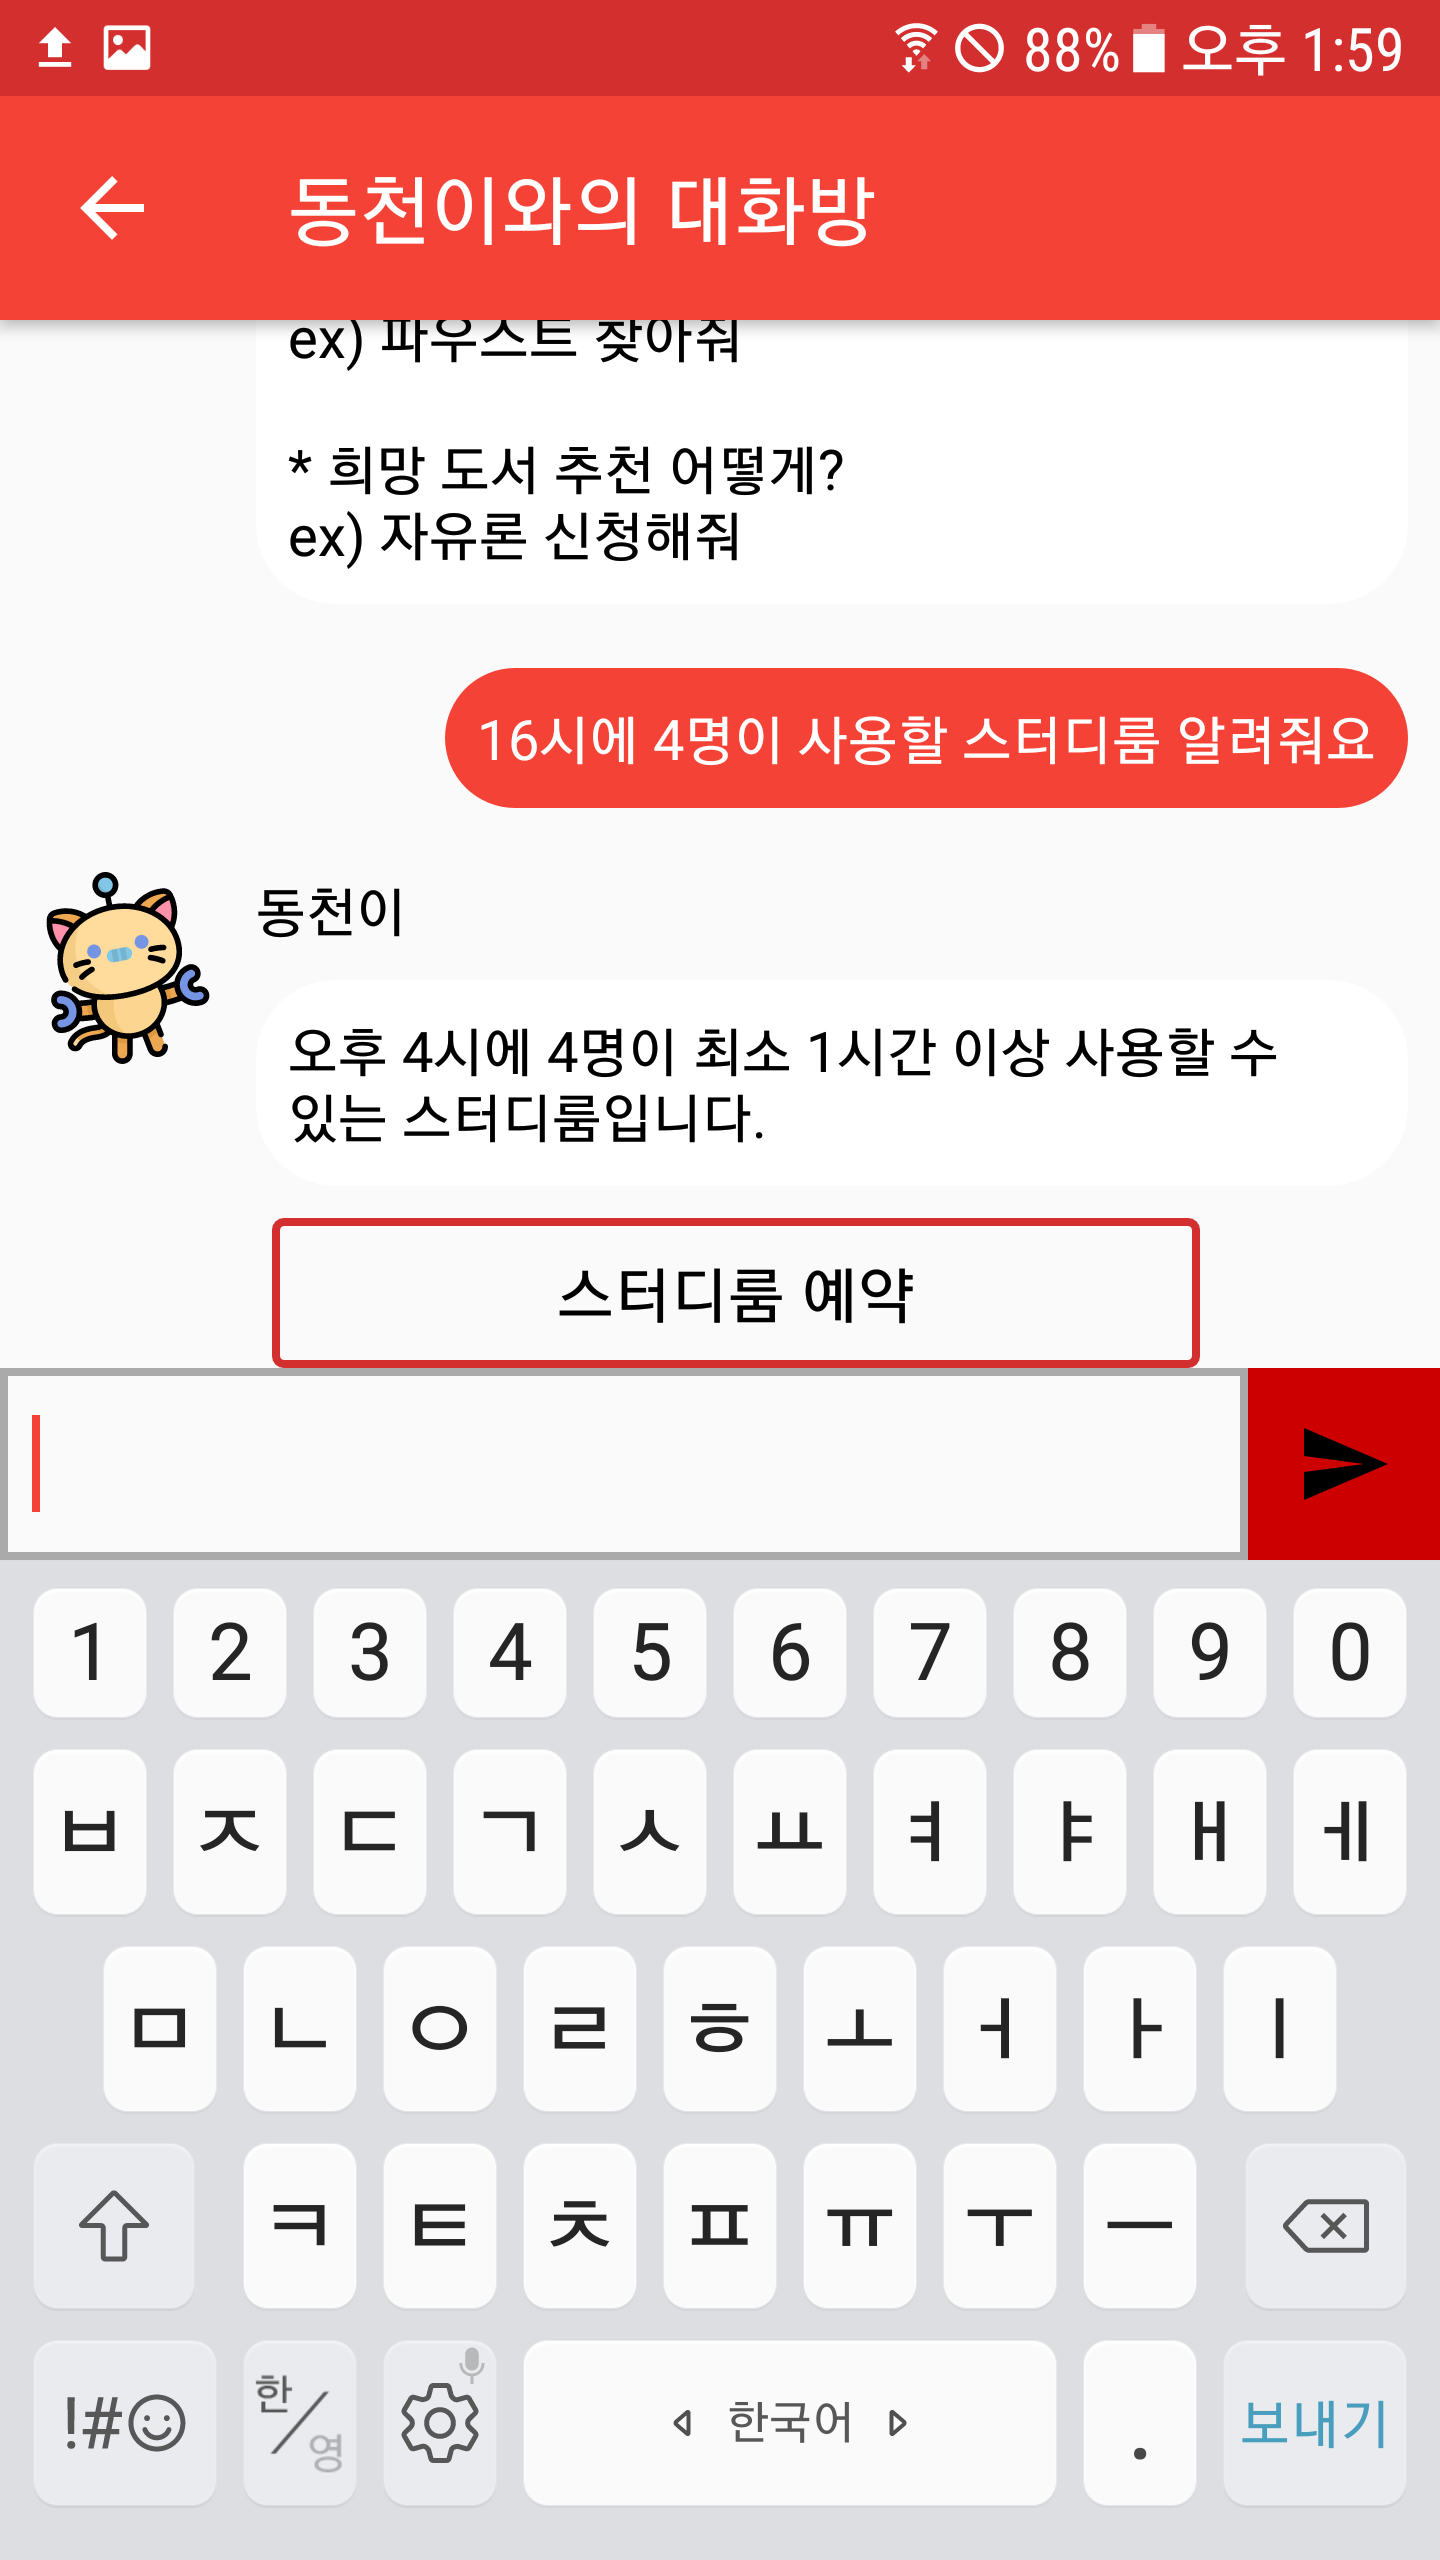 88% 오후 1:59
동천이와의 대화방
ex) 파우스트 찾아줘
* 희망 도서 추천 어떻게?
ex) 자유론 신청해줘
16시에 4명이 사용할 스터디룸 알려줘요
동천이
오후 4시에 4명이 최소 1시간 이상 사용할 수
있는 스터디룸입니다.
스터디룸 예약
1 2 3 4 5 6 7 8 9 0
ㅂ ㅈ ㄷ ㄱ ㅅ ㅛ ㅕ ㅑ ㅐ ㅔ
ㅁ ㄴ ㅇ ㄹ ㅎ ㅗ ㅓ ㅏ ㅣ
ㅋ ㅌ ㅊ ㅍ ㅠ ㅜ ㅡ
!#☺ 한/영 한국어 . 보내기